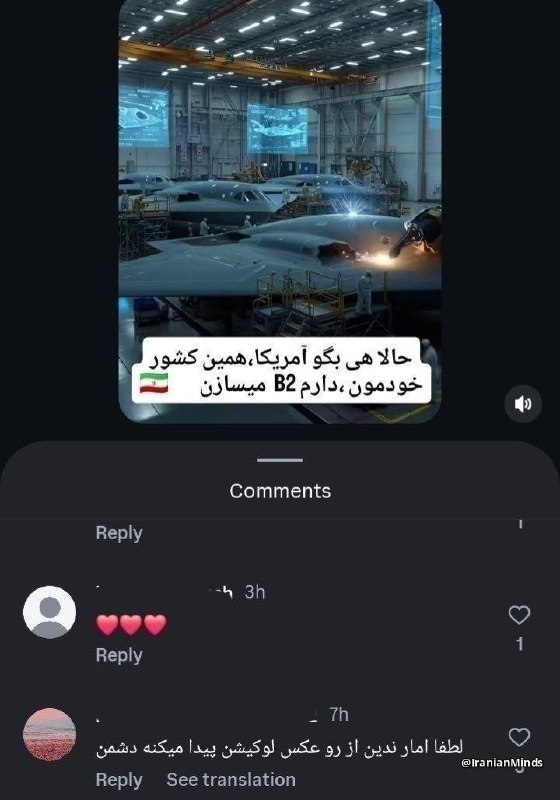 حالا هی بگو آمریکا،همین کشور
خودمون ،دارم B2 میسازن
Comments
1
Reply
3h
1
Reply
7h
لطفا امار ندین از رو عکس لوکیشن پیدا میکنه دشمن
@IranianMinds
Reply
See translation